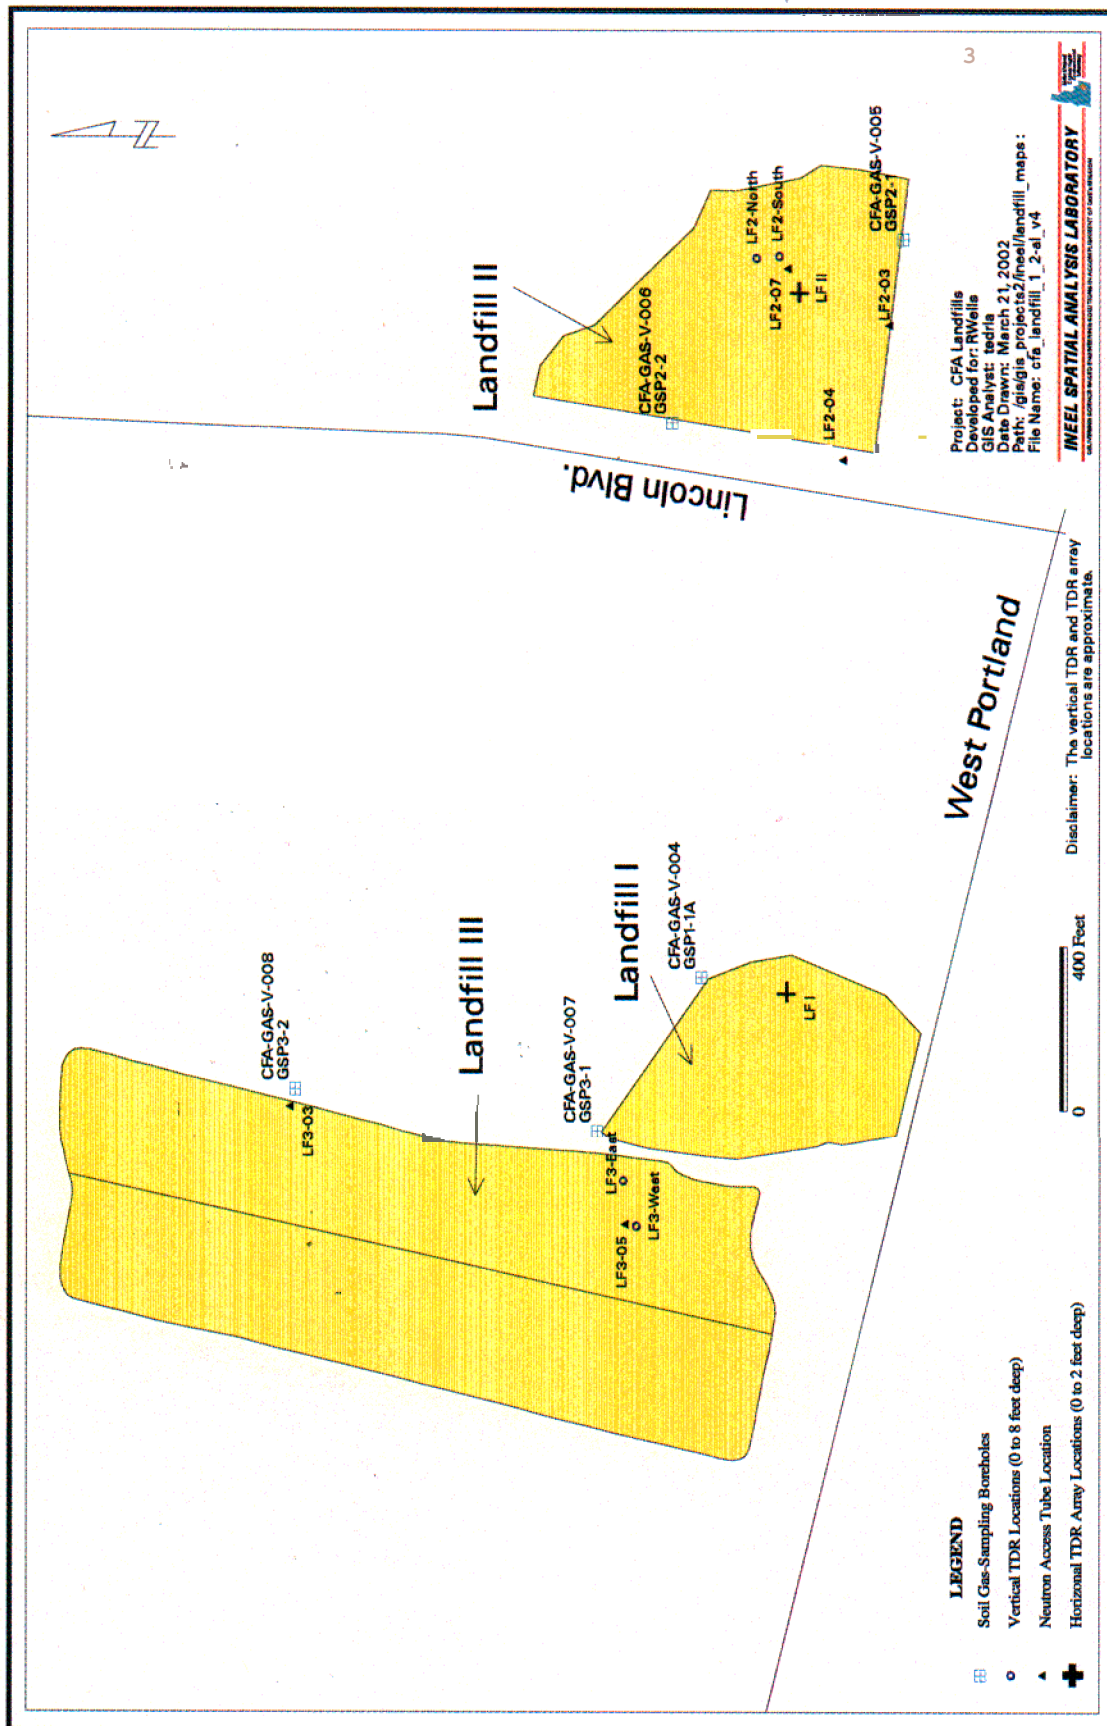 3
Landfill II
CFA-GAS-V-006
GSP2-2
LF2-North
LF2-South
LF2-07
LF II
CFA-GAS-V-005
GSP2-1
LF2-03
LF2-04
Lincoln Blvd.
CFA-GAS-V-008
GSP3-2
LF3-03
Landfill III
CFA-GAS-V-007
GSP3-1
LF3-East
LF3-West
LF3-05
Landfill I
CFA-GAS-V-004
GSP1-1A
LF I
West Portland
LEGEND
Soil Gas-Sampling Boreholes
Vertical TDR Locations (0 to 8 feet deep)
Neutron Access Tube Location
Horizonal TDR Array Locations (0 to 2 feet deep)
0 400 Feet
Disclaimer: The vertical TDR and TDR array
locations are approximate.
Project: CFA Landfills
Developed for: RWells
GIS Analyst: tedrla
Date Drawn: March 21, 2002
Path: /gis/gis_projects2/ineel/landfill_maps :
File Name: cfa_landfill_1_2-al_v4
INEEL SPATIAL ANALYSIS LABORATORY